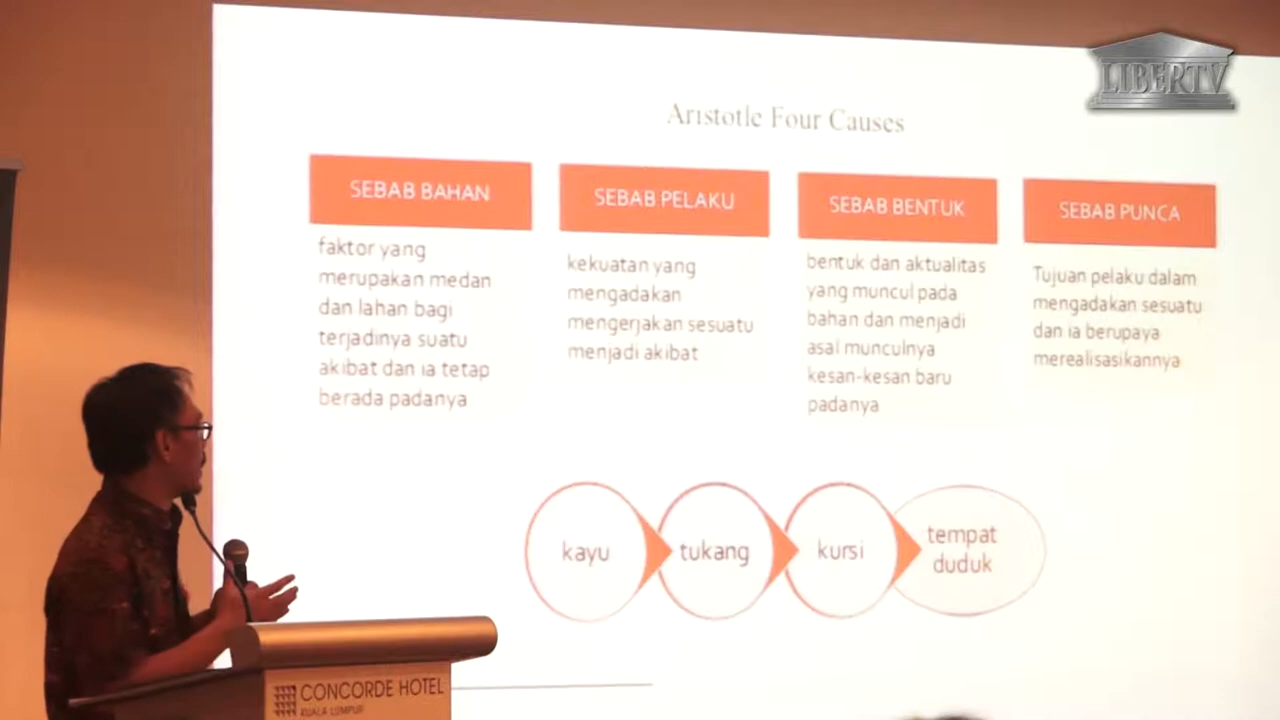 LIBERTV
Aristotle Four Causes
SEBAB BAHAN
faktor yang
merupakan medan
dan lahan bagi
terjadinya suatu
akibat dan ia tetap
berada padanya
SEBAB PELAKU
kekuatan yang
mengadakan
mengerjakan sesuatu
menjadi akibat
SEBAB BENTUK
bentuk dan aktualitas
yang muncul pada
bahan dan menjadi
asal munculnya
kesan-kesan baru
padanya
SEBAB PUNCA
Tujuan pelaku dalam
mengadakan sesuatu
dan ia berupaya
merealisasikannya
kayu
tukang
kursi
tempat
duduk
CONCORDE HOTEL
KUALA LUMPUR